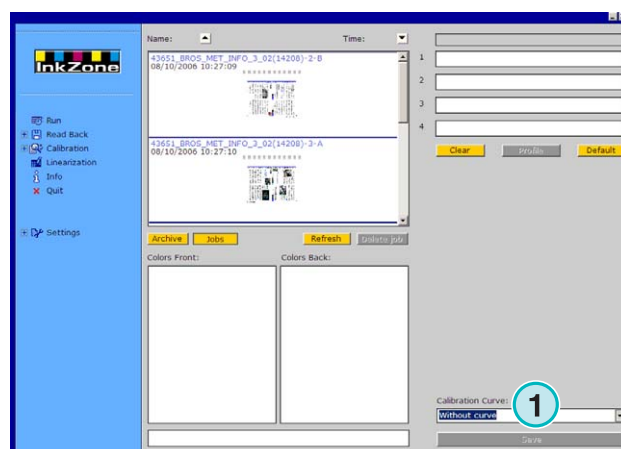 InkZone
Run
Read Back
Calibration
Linearization
Info
Quit
Settings
Name:
Time:
43651_BROS_MET_INFO_3_02(14208)-2-B
08/10/2006 10:27:09
43651_BROS_MET_INFO_3_02(14208)-3-A
08/10/2006 10:27:10
Archive
Jobs
Refresh
Delete job
Colors Front:
Colors Back:
1
2
3
4
Clear
Profile
Default
Calibration Curve:
Without curve
1
Save